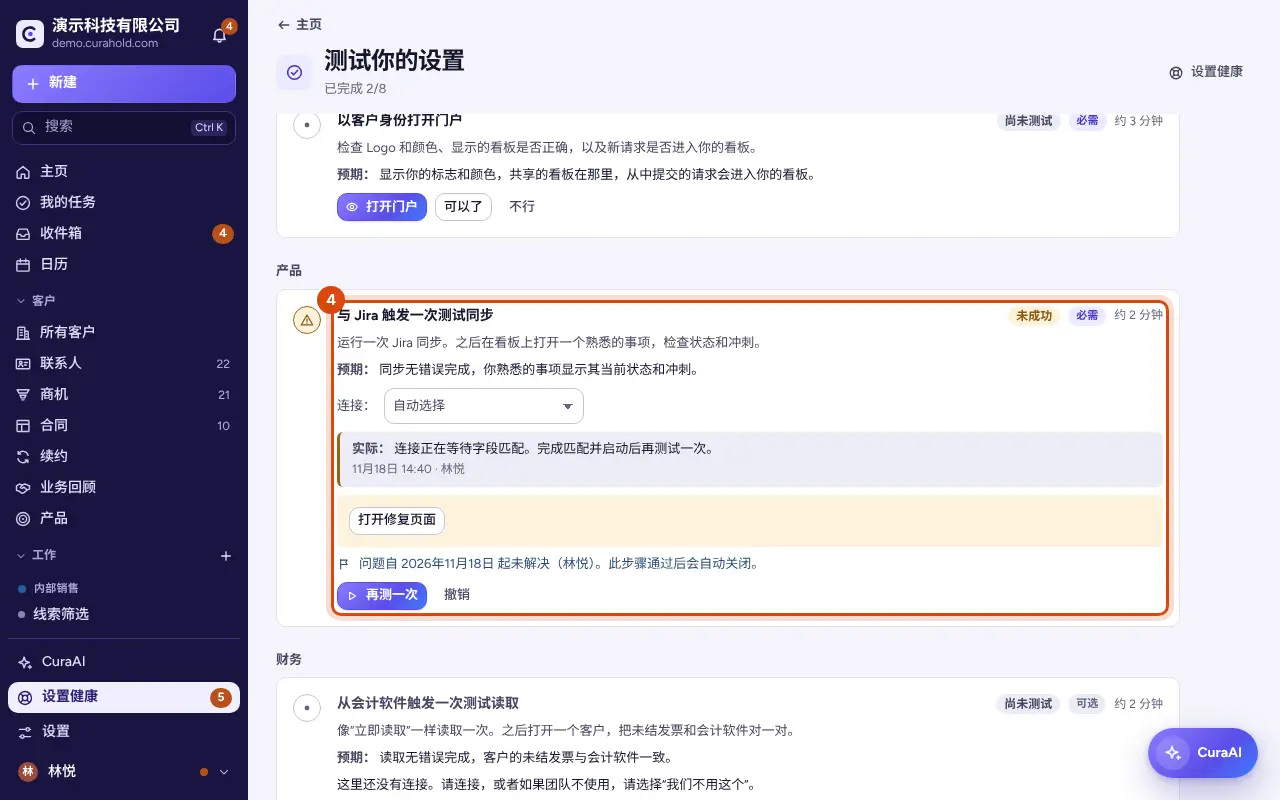 演示科技有限公司
demo.curahold.com
4
新建
搜索
Ctrl K
主页
我的任务
收件箱
4
日历
客户
所有客户
联系人
22
商机
21
合同
10
续约
业务回顾
产品
工作
内部销售
线索筛选
CuraAI
设置健康
5
设置
林
林悦
主页
测试你的设置
已完成 2/8
设置健康
以客户身份打开门户
尚未测试
必需
约 3 分钟
检查 Logo 和颜色、显示的看板是否正确，以及新请求是否进入你的看板。
预期： 显示你的标志和颜色，共享的看板在那里，从中提交的请求会进入你的看板。
打开门户
可以了
不行
产品
4
与 Jira 触发一次测试同步
未成功
必需
约 2 分钟
运行一次 Jira 同步。之后在看板上打开一个熟悉的事项，检查状态和冲刺。
预期： 同步无错误完成，你熟悉的事项显示其当前状态和冲刺。
连接：
自动选择
实际： 连接正在等待字段匹配。完成匹配并启动后再测试一次。
11月18日 14:40 · 林悦
打开修复页面
问题自 2026年11月18日 起未解决（林悦）。此步骤通过后会自动关闭。
再测一次
撤销
财务
从会计软件触发一次测试读取
尚未测试
可选
约 2 分钟
像“立即读取”一样读取一次。之后打开一个客户，把未结发票和会计软件对一对。
预期： 读取无错误完成，客户的未结发票与会计软件一致。
这里还没有连接。请连接，或者如果团队不使用，请选择“我们不用这个”。
CuraAI